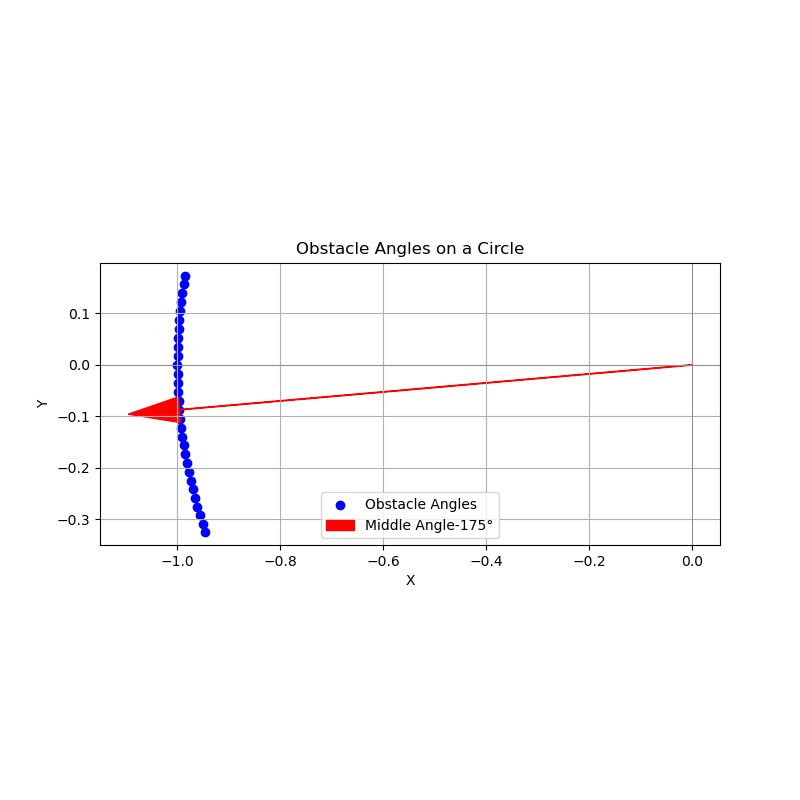 Obstacle Angles on a Circle
Y
0.1
0.0
−0.1
−0.2
−0.3
Obstacle Angles
Middle Angle-175°
−1.0 −0.8 −0.6 −0.4 −0.2 0.0
X